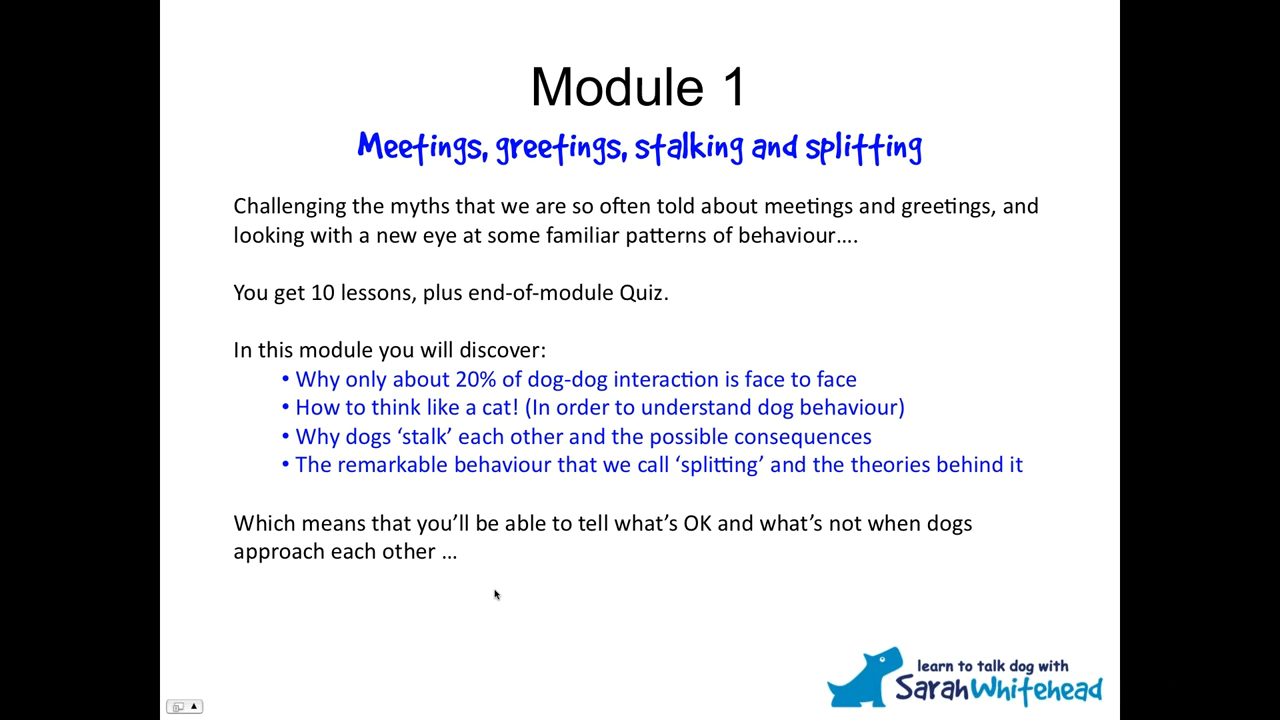 Module 1
Meetings, greetings, stalking and splitting
Challenging the myths that we are so often told about meetings and greetings, and
looking with a new eye at some familiar patterns of behaviour....
You get 10 lessons, plus end-of-module Quiz.
In this module you will discover:
• Why only about 20% of dog-dog interaction is face to face
• How to think like a cat! (In order to understand dog behaviour)
• Why dogs ‘stalk’ each other and the possible consequences
• The remarkable behaviour that we call ‘splitting’ and the theories behind it
Which means that you’ll be able to tell what’s OK and what’s not when dogs
approach each other ...
learn to talk dog with
Sarah Whitehead